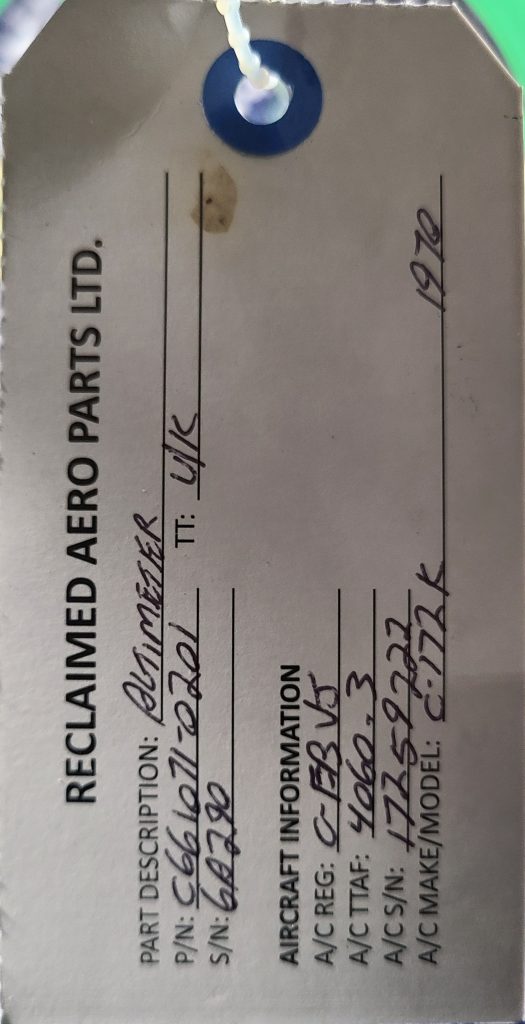 RECLAIMED AERO PARTS LTD.
PART DESCRIPTION: ALTIMETER
P/N: C661071-0201 TT: U/K
S/N: 6A290
AIRCRAFT INFORMATION
A/C REG: C-FBVJ
A/C TTAF: 4060.3
A/C S/N: 17259222
A/C MAKE/MODEL: C-172K 1970